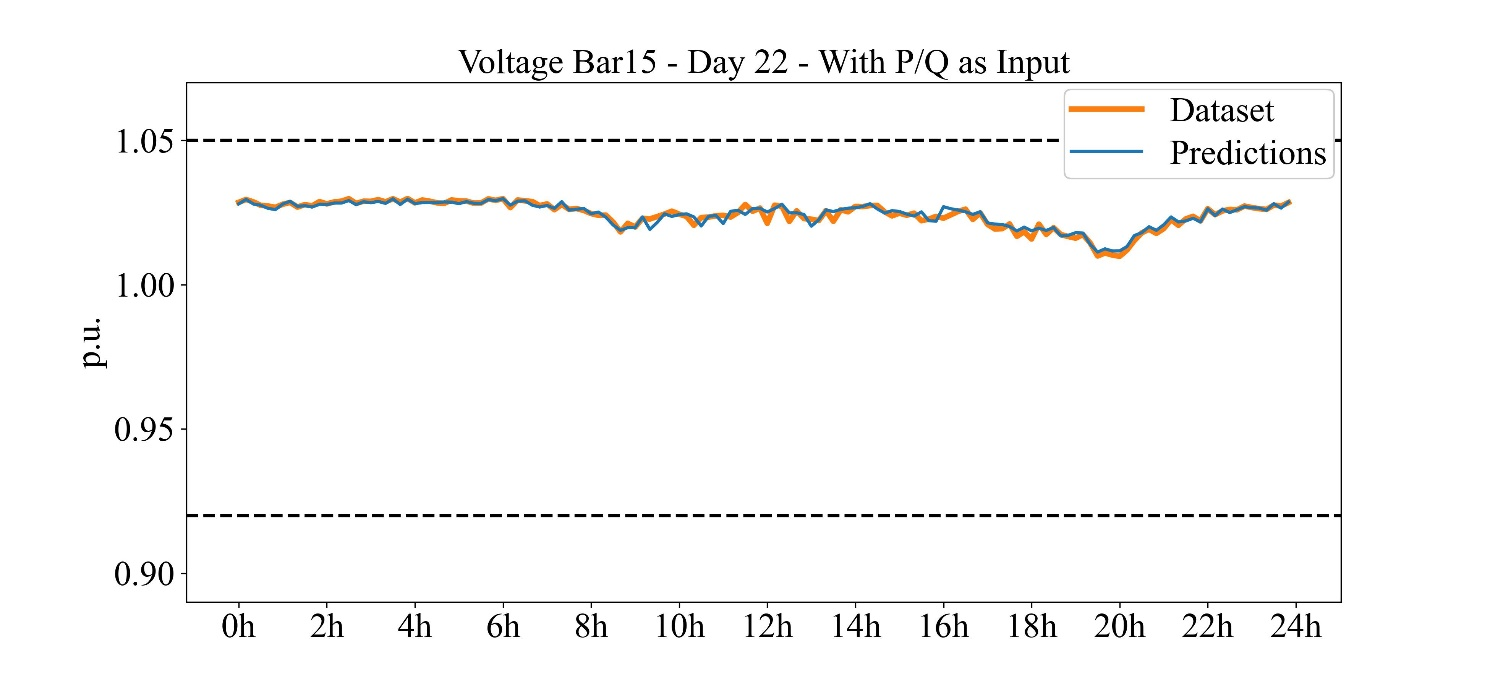 Voltage Bar15 - Day 22 - With P/Q as Input
Dataset
Predictions
1.05
1.00
0.95
0.90
p.u.
0h 2h 4h 6h 8h 10h 12h 14h 16h 18h 20h 22h 24h